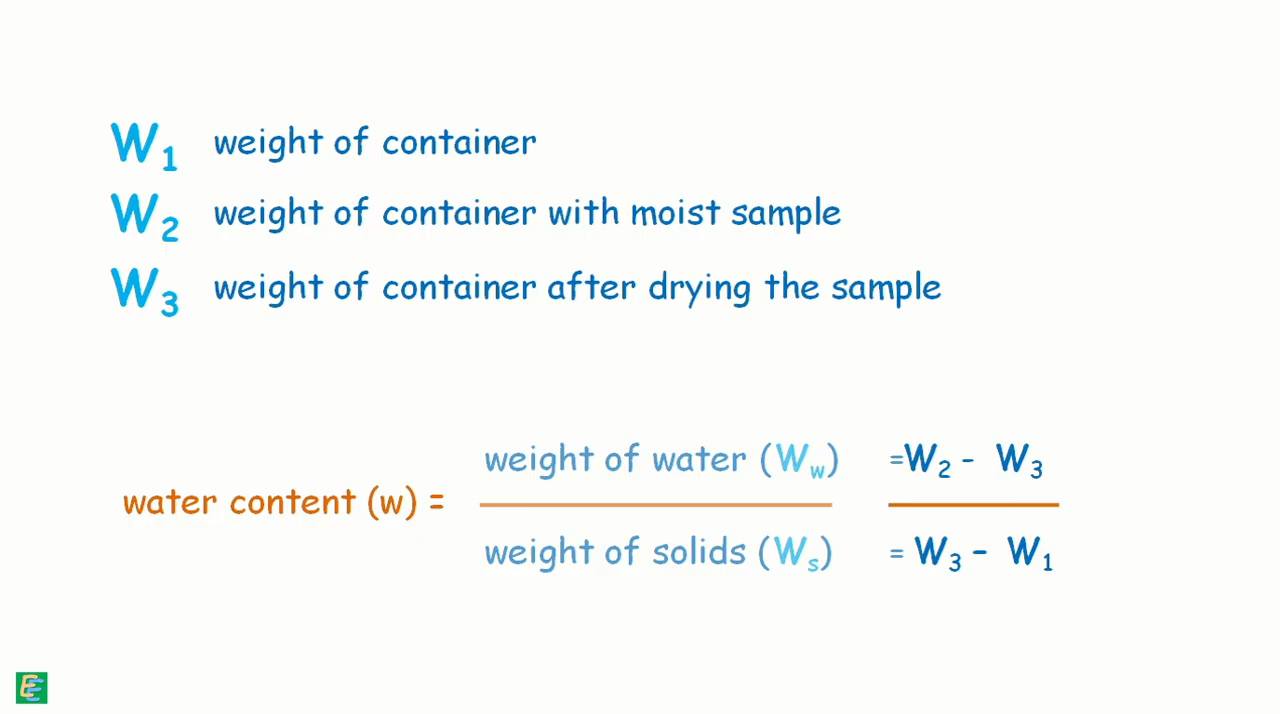 W1 weight of container
W2 weight of container with moist sample
W3 weight of container after drying the sample
weight of water (Ww) =W2 - W3
water content (w) =
weight of solids (Ws) = W3 - W1
EE